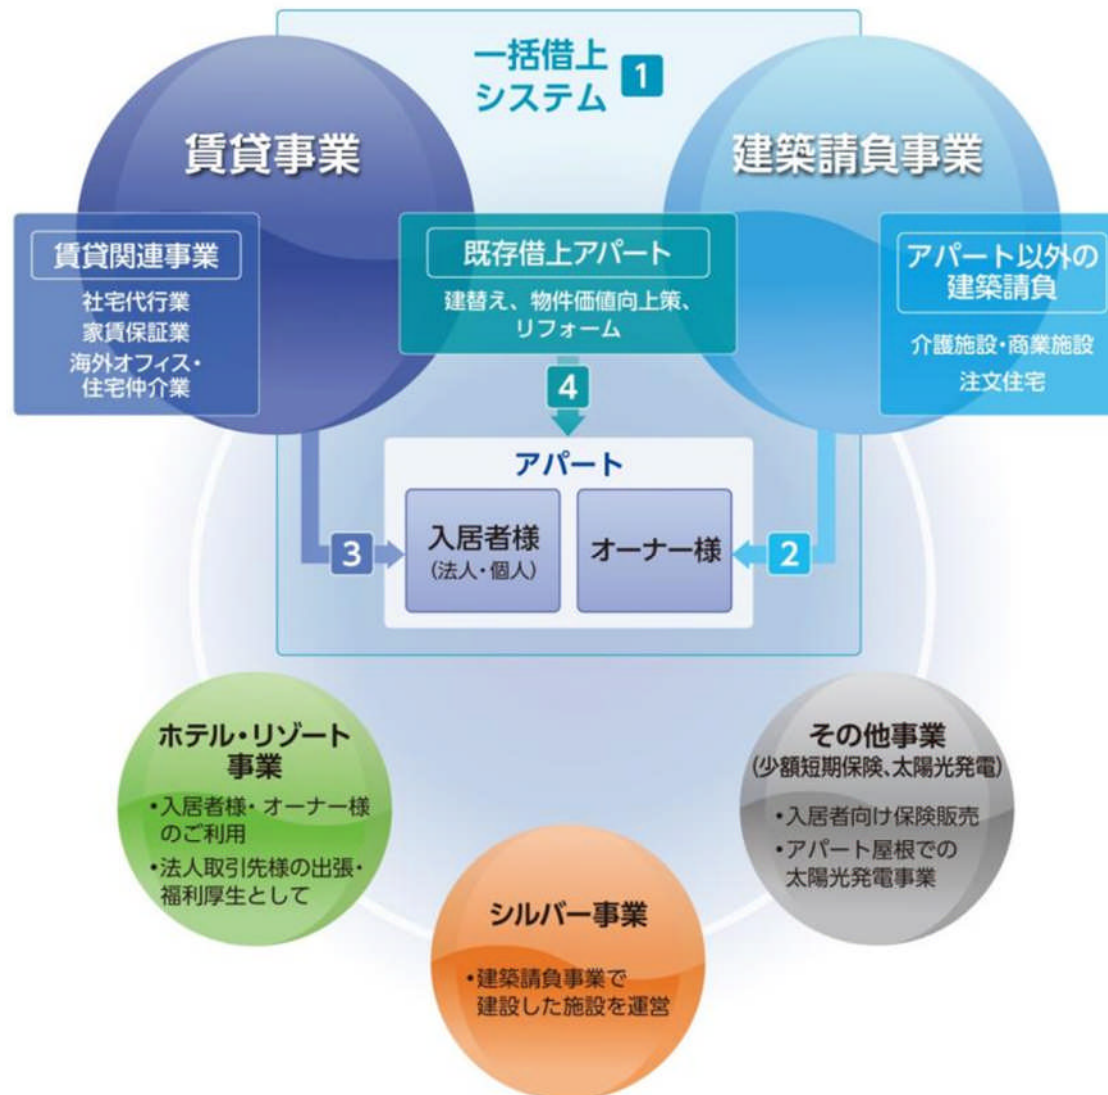 一括借上
システム
1
賃貸事業
建築請負事業
賃貸関連事業
社宅代行業
家賃保証業
海外オフィス・
住宅仲介業
既存借上アパート
建替え、物件価値向上策、
リフォーム
アパート以外の
建築請負
介護施設・商業施設
注文住宅
4
アパート
入居者様
(法人・個人)
オーナー様
3
2
ホテル・リゾート
事業
・入居者様・オーナー様
のご利用
・法人取引先様の出張・
福利厚生として
シルバー事業
・建築請負事業で
建設した施設を運営
その他事業
(少額短期保険、太陽光発電)
・入居者向け保険販売
・アパート屋根での
太陽光発電事業